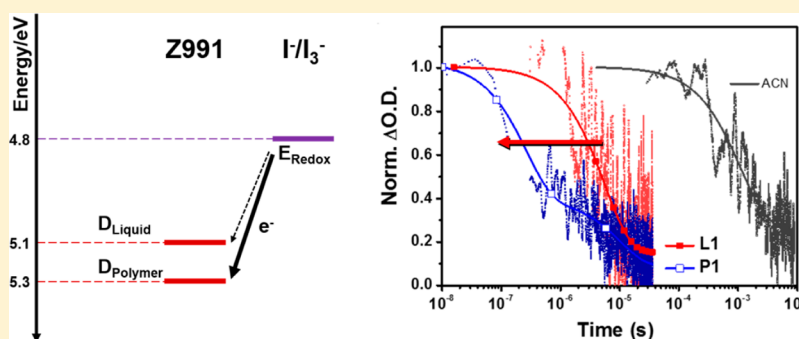 Energy/eV
Z991
I⁻/I₃⁻
4.8
E_Redox
D_Liquid
5.1
e⁻
D_Polymer
5.3
Norm. ΔO.D.
1.0
0.8
0.6
0.4
0.2
0.0
ACN
L1
P1
10⁻⁸ 10⁻⁷ 10⁻⁶ 10⁻⁵ 10⁻⁴ 10⁻³ 10⁻²
Time (s)